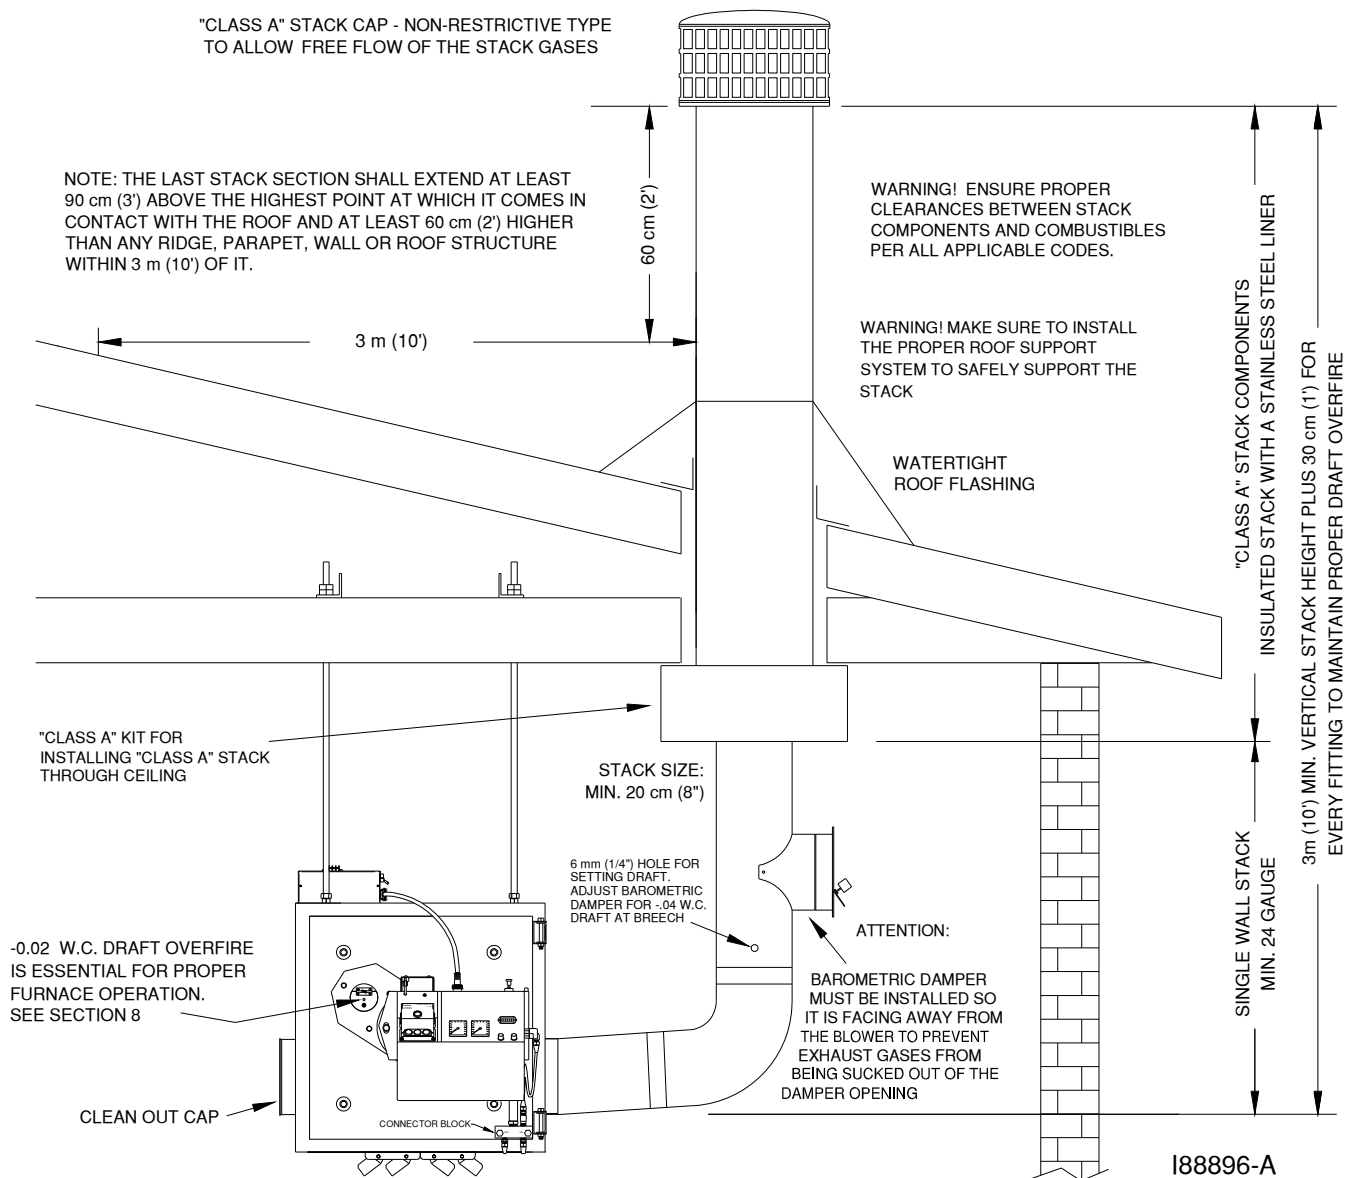 "CLASS A" STACK CAP - NON-RESTRICTIVE TYPE
TO ALLOW FREE FLOW OF THE STACK GASES
NOTE: THE LAST STACK SECTION SHALL EXTEND AT LEAST
90 cm (3') ABOVE THE HIGHEST POINT AT WHICH IT COMES IN
CONTACT WITH THE ROOF AND AT LEAST 60 cm (2') HIGHER
THAN ANY RIDGE, PARAPET, WALL OR ROOF STRUCTURE
WITHIN 3 m (10') OF IT.
60 cm (2')
3 m (10')
WARNING! ENSURE PROPER
CLEARANCES BETWEEN STACK
COMPONENTS AND COMBUSTIBLES
PER ALL APPLICABLE CODES.
WARNING! MAKE SURE TO INSTALL
THE PROPER ROOF SUPPORT
SYSTEM TO SAFELY SUPPORT THE
STACK
WATERTIGHT
ROOF FLASHING
"CLASS A" STACK COMPONENTS
INSULATED STACK WITH A STAINLESS STEEL LINER
3m (10') MIN. VERTICAL STACK HEIGHT PLUS 30 cm (1') FOR
EVERY FITTING TO MAINTAIN PROPER DRAFT OVERFIRE
"CLASS A" KIT FOR
INSTALLING "CLASS A" STACK
THROUGH CEILING
STACK SIZE:
MIN. 20 cm (8")
6 mm (1/4") HOLE FOR
SETTING DRAFT.
ADJUST BAROMETRIC
DAMPER FOR -.04 W.C.
DRAFT AT BREECH
SINGLE WALL STACK
MIN. 24 GAUGE
-0.02 W.C. DRAFT OVERFIRE
IS ESSENTIAL FOR PROPER
FURNACE OPERATION.
SEE SECTION 8
ATTENTION:
BAROMETRIC DAMPER
MUST BE INSTALLED SO
IT IS FACING AWAY FROM
THE BLOWER TO PREVENT
EXHAUST GASES FROM
BEING SUCKED OUT OF THE
DAMPER OPENING
CLEAN OUT CAP
CONNECTOR BLOCK
I88896-A